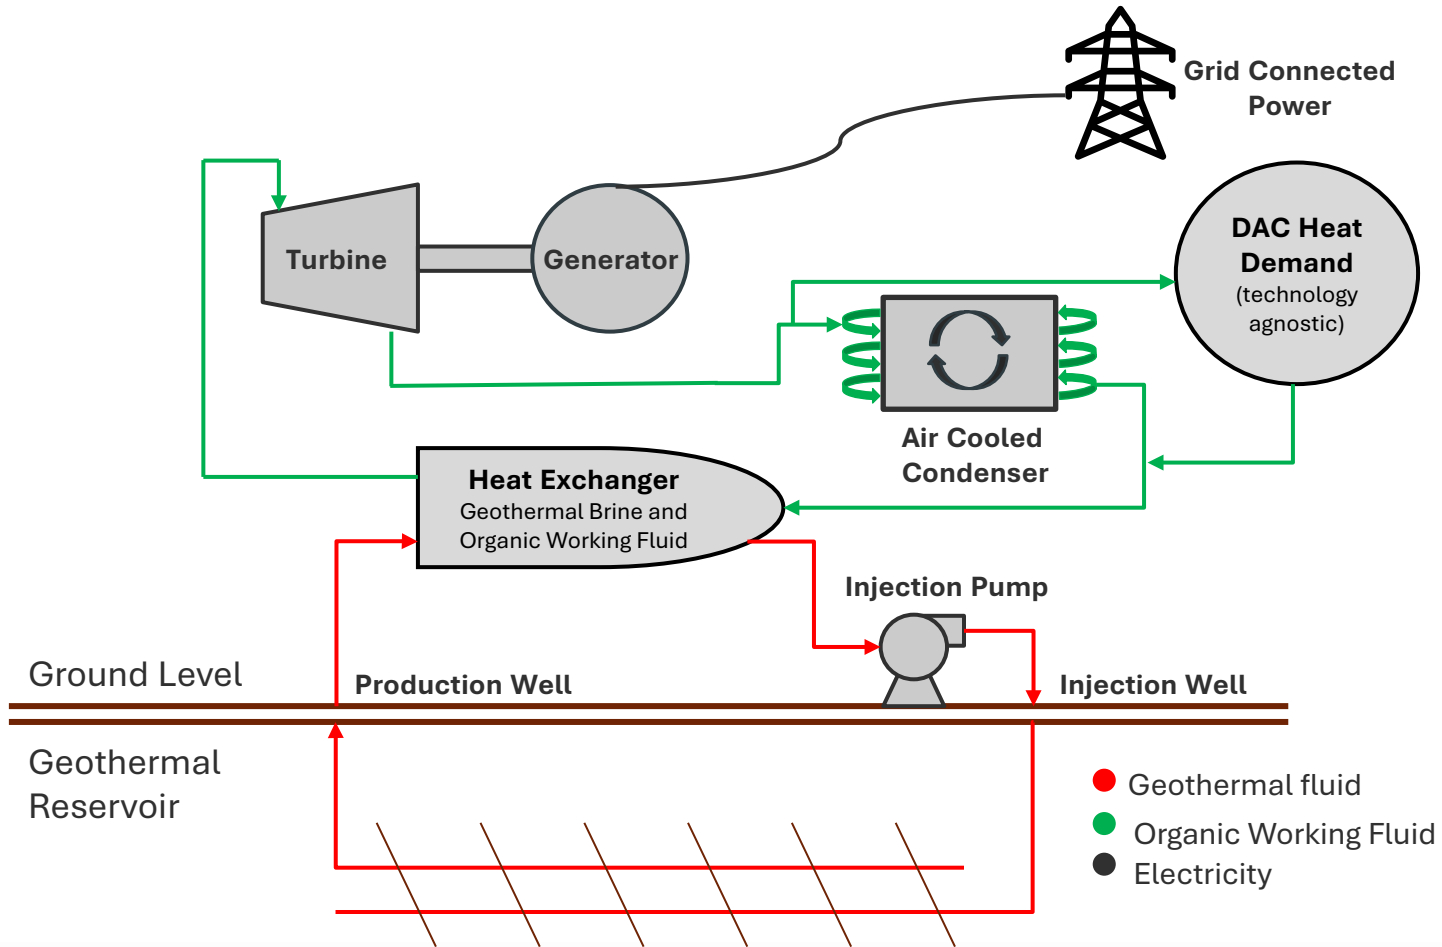 Grid Connected
Power
DAC Heat
Demand
(technology
agnostic)
Turbine
Generator
Air Cooled
Condenser
Heat Exchanger
Geothermal Brine and
Organic Working Fluid
Injection Pump
Ground Level
Production Well
Injection Well
Geothermal
Reservoir
Geothermal fluid
Organic Working Fluid
Electricity